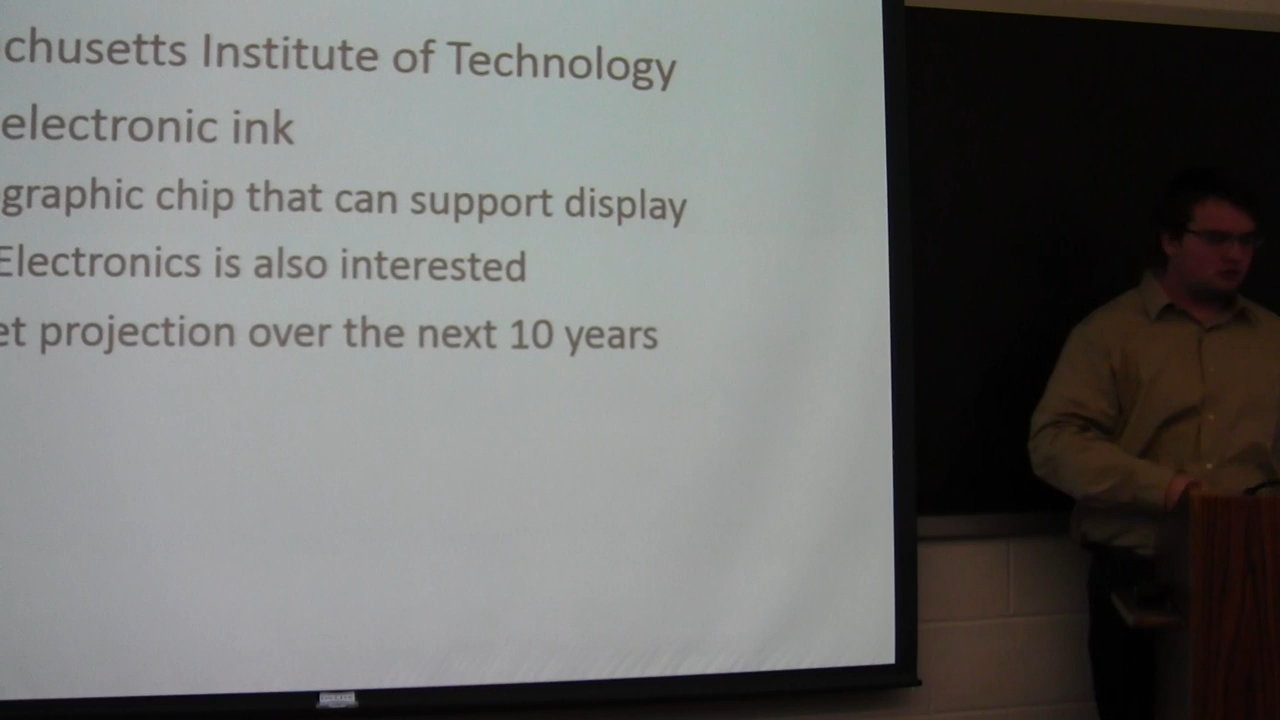 chusetts Institute of Technology
electronic ink
graphic chip that can support display
Electronics is also interested
et projection over the next 10 years